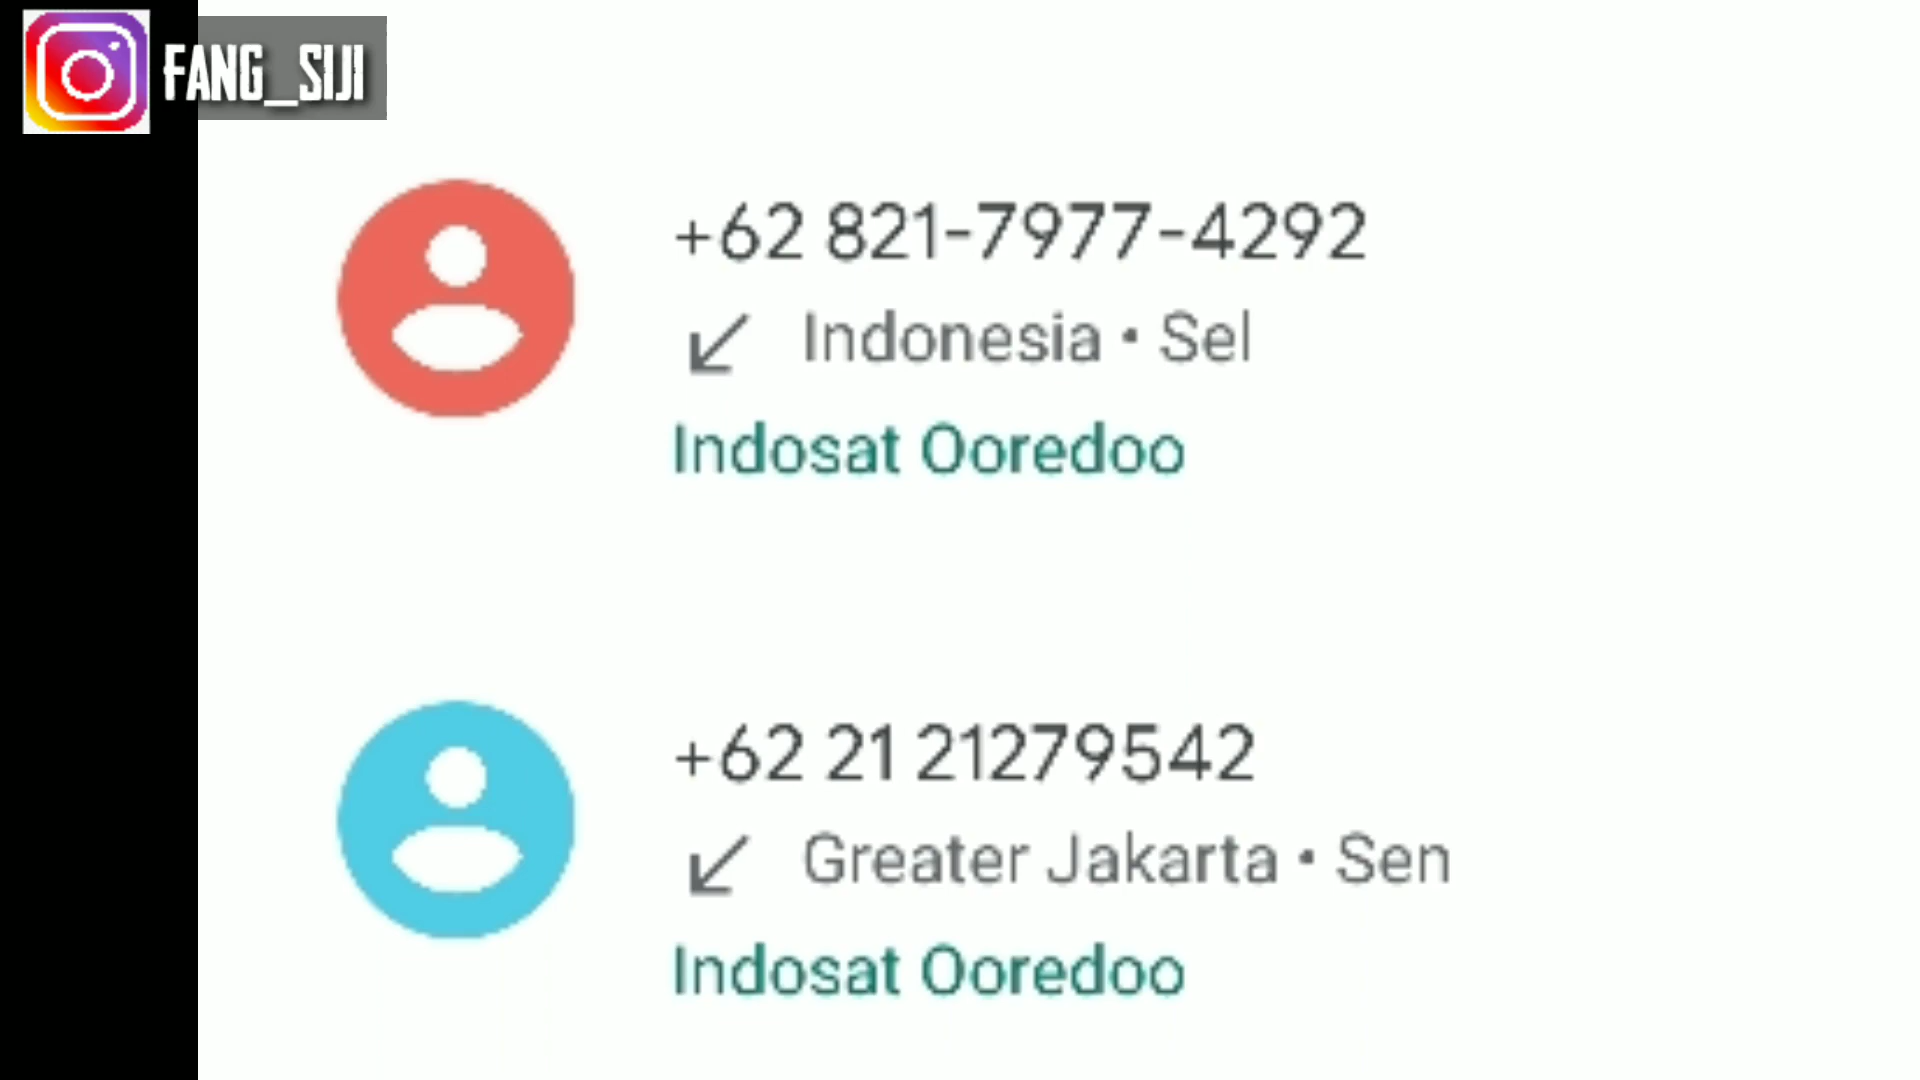 FANG_SIJI
+62 821-7977-4292
Indonesia • Sel
Indosat Ooredoo
+62 21 21279542
Greater Jakarta • Sen
Indosat Ooredoo